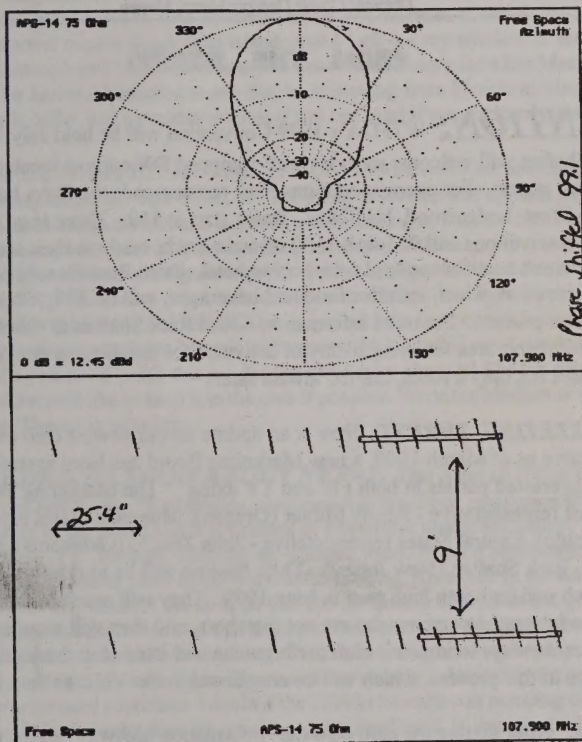 APS-14 75 Ohm
Free Space
Azimuth
330°
30°
dB
300°
60°
-10
-20
-30
-40
270°
90°
240°
120°
210°
150°
0 dB = 12.45 dBd
107.900 MHz
Phase Shifted 99.1
25.4"
9'
Free Space
APS-14 75 Ohm
107.900 MHz